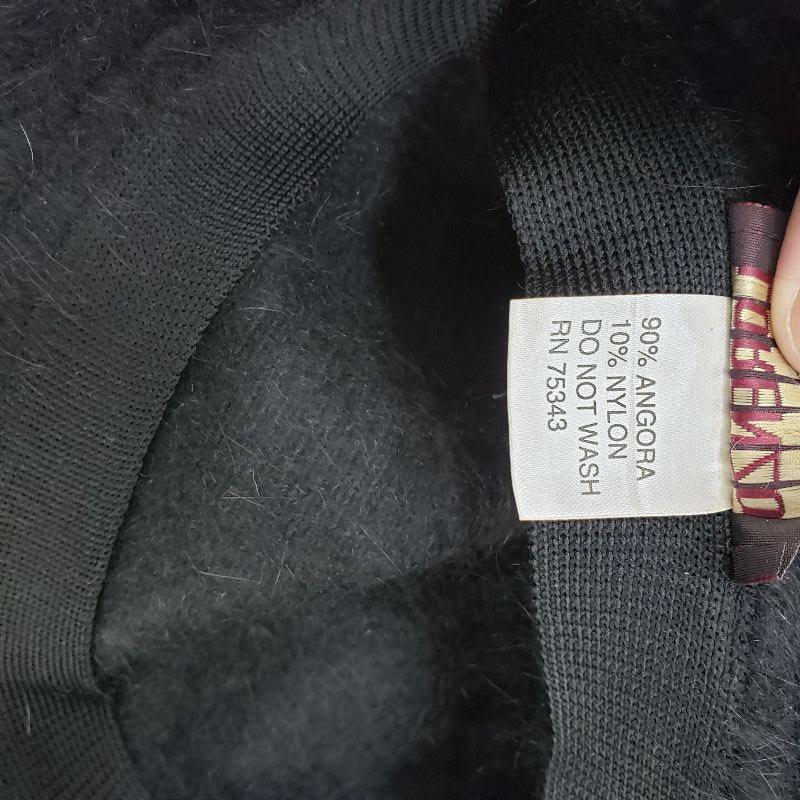 90% ANGORA
10% NYLON
DO NOT WASH
RN 75343